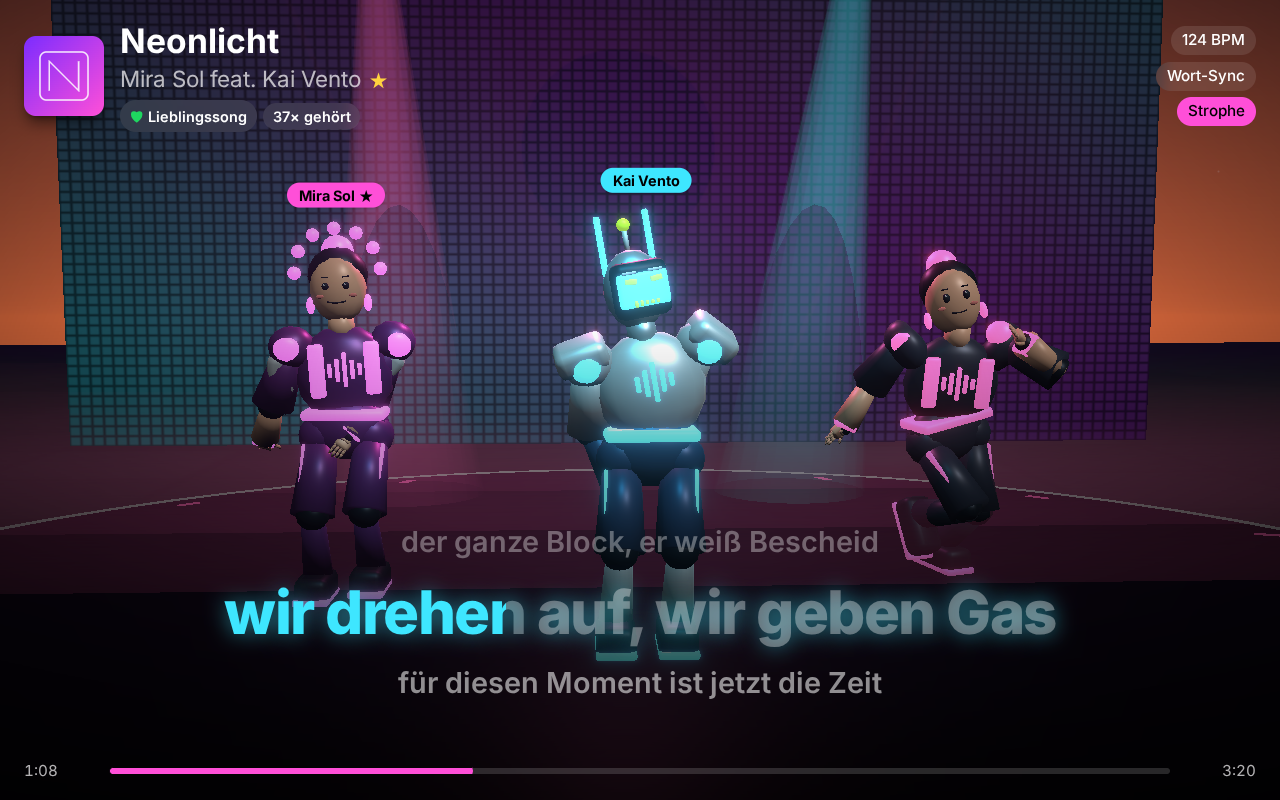 N
Neonlicht
Mira Sol feat. Kai Vento ★
Lieblingssong
37× gehört
124 BPM
Wort-Sync
Strophe
Mira Sol ★
Kai Vento
der ganze Block, er weiß Bescheid
wir drehen auf, wir geben Gas
für diesen Moment ist jetzt die Zeit
1:08
3:20